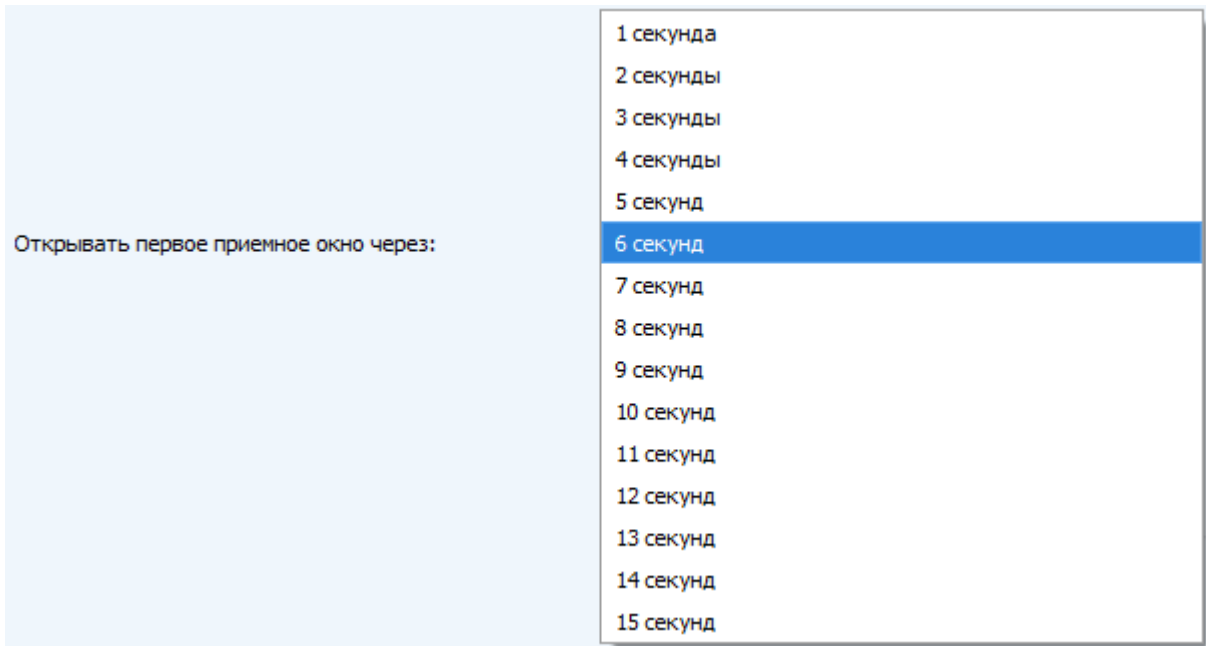 1 секунда
2 секунды
3 секунды
4 секунды
5 секунд
Открывать первое приемное окно через:
6 секунд
7 секунд
8 секунд
9 секунд
10 секунд
11 секунд
12 секунд
13 секунд
14 секунд
15 секунд